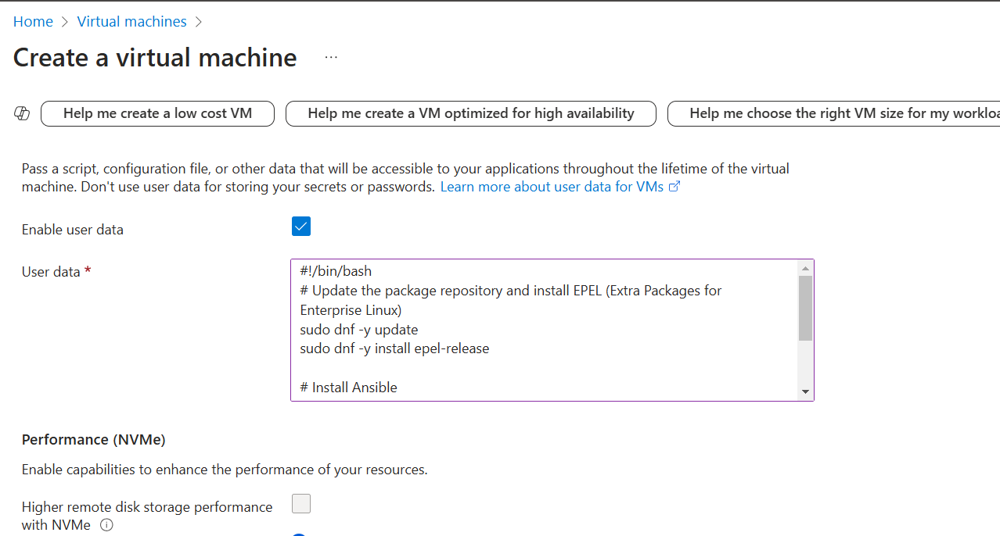 Home > Virtual machines >
Create a virtual machine ...
Help me create a low cost VM Help me create a VM optimized for high availability Help me choose the right VM size for my workloa
Pass a script, configuration file, or other data that will be accessible to your applications throughout the lifetime of the virtual
machine. Don't use user data for storing your secrets or passwords. Learn more about user data for VMs
Enable user data
User data *
#!/bin/bash
# Update the package repository and install EPEL (Extra Packages for
Enterprise Linux)
sudo dnf -y update
sudo dnf -y install epel-release
# Install Ansible
Performance (NVMe)
Enable capabilities to enhance the performance of your resources.
Higher remote disk storage performance
with NVMe